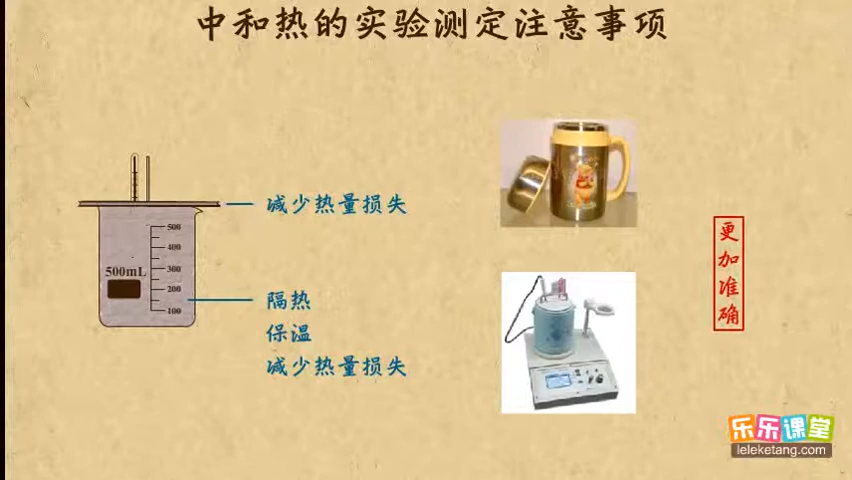 中和热的实验测定注意事项
减少热量损失
500
400
500mL
300
200
100
隔热
保温
减少热量损失
更加准确
乐乐课堂
leleketang.com